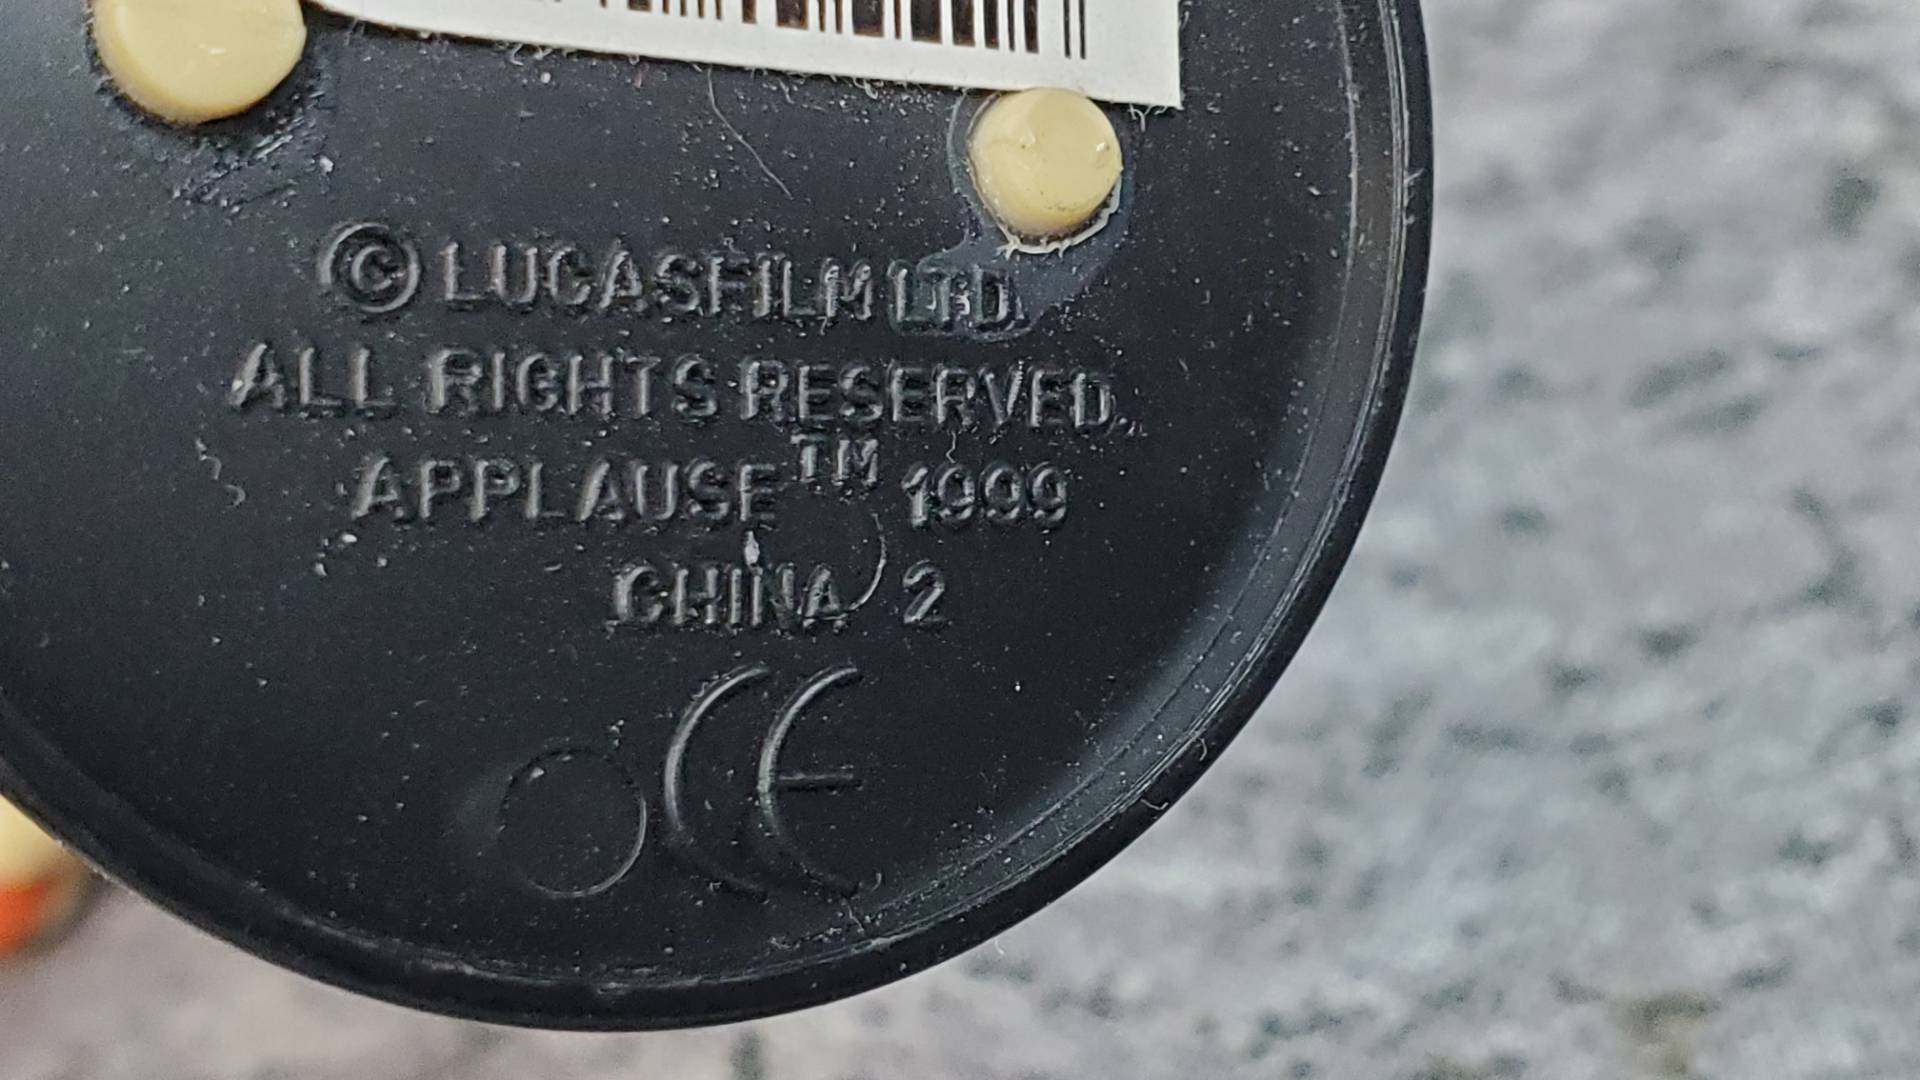 © LUCASFILM LTD.
ALL RIGHTS RESERVED.
APPLAUSE™ 1999
CHINA 2
CE